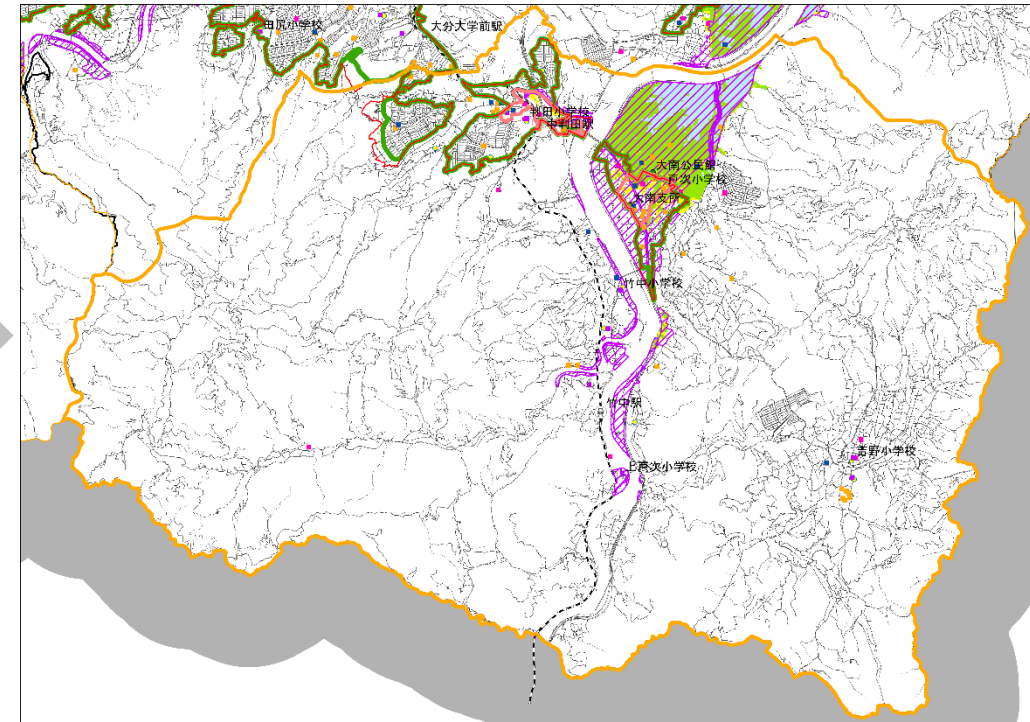 田尻小学校
大分大学前駅
判田小学校
中判田駅
大南公民館
戸次小学校
大南支所
竹中小学校
竹中駅
吉野小学校
上戸次小学校